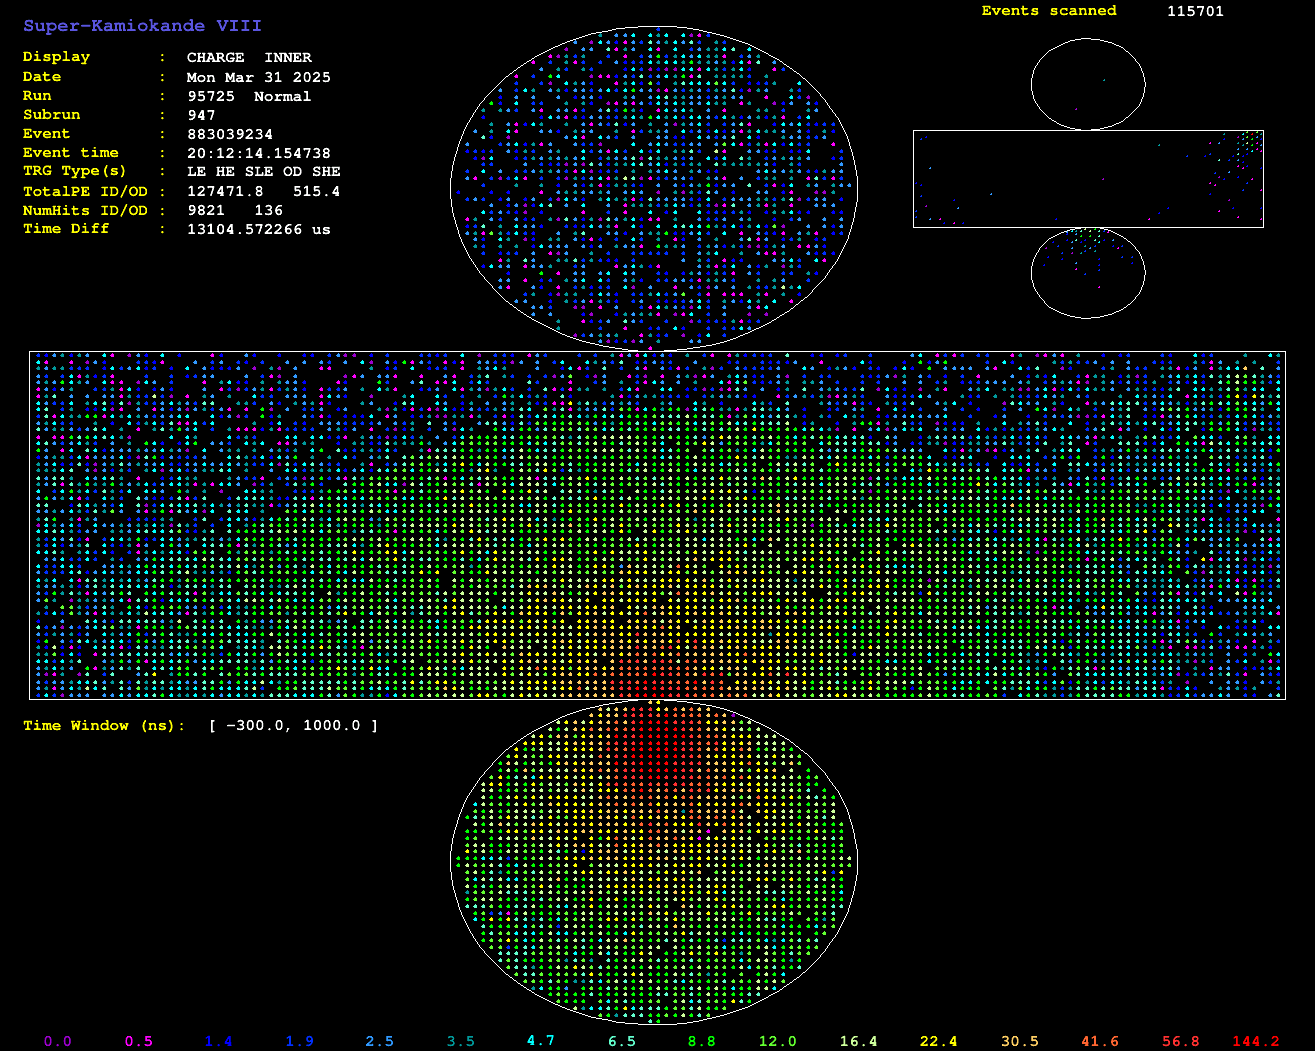 Super-Kamiokande VIII
Display : CHARGE INNER
Date : Mon Mar 31 2025
Run : 95725 Normal
Subrun : 947
Event : 883039234
Event time : 20:12:14.154738
TRG Type(s) : LE HE SLE OD SHE
TotalPE ID/OD : 127471.8 515.4
NumHits ID/OD : 9821 136
Time Diff : 13104.572266 us
Events scanned 115701
Time Window (ns): [ -300.0, 1000.0 ]
0.0 0.5 1.4 1.9 2.5 3.5 4.7 6.5 8.8 12.0 16.4 22.4 30.5 41.6 56.8 144.2